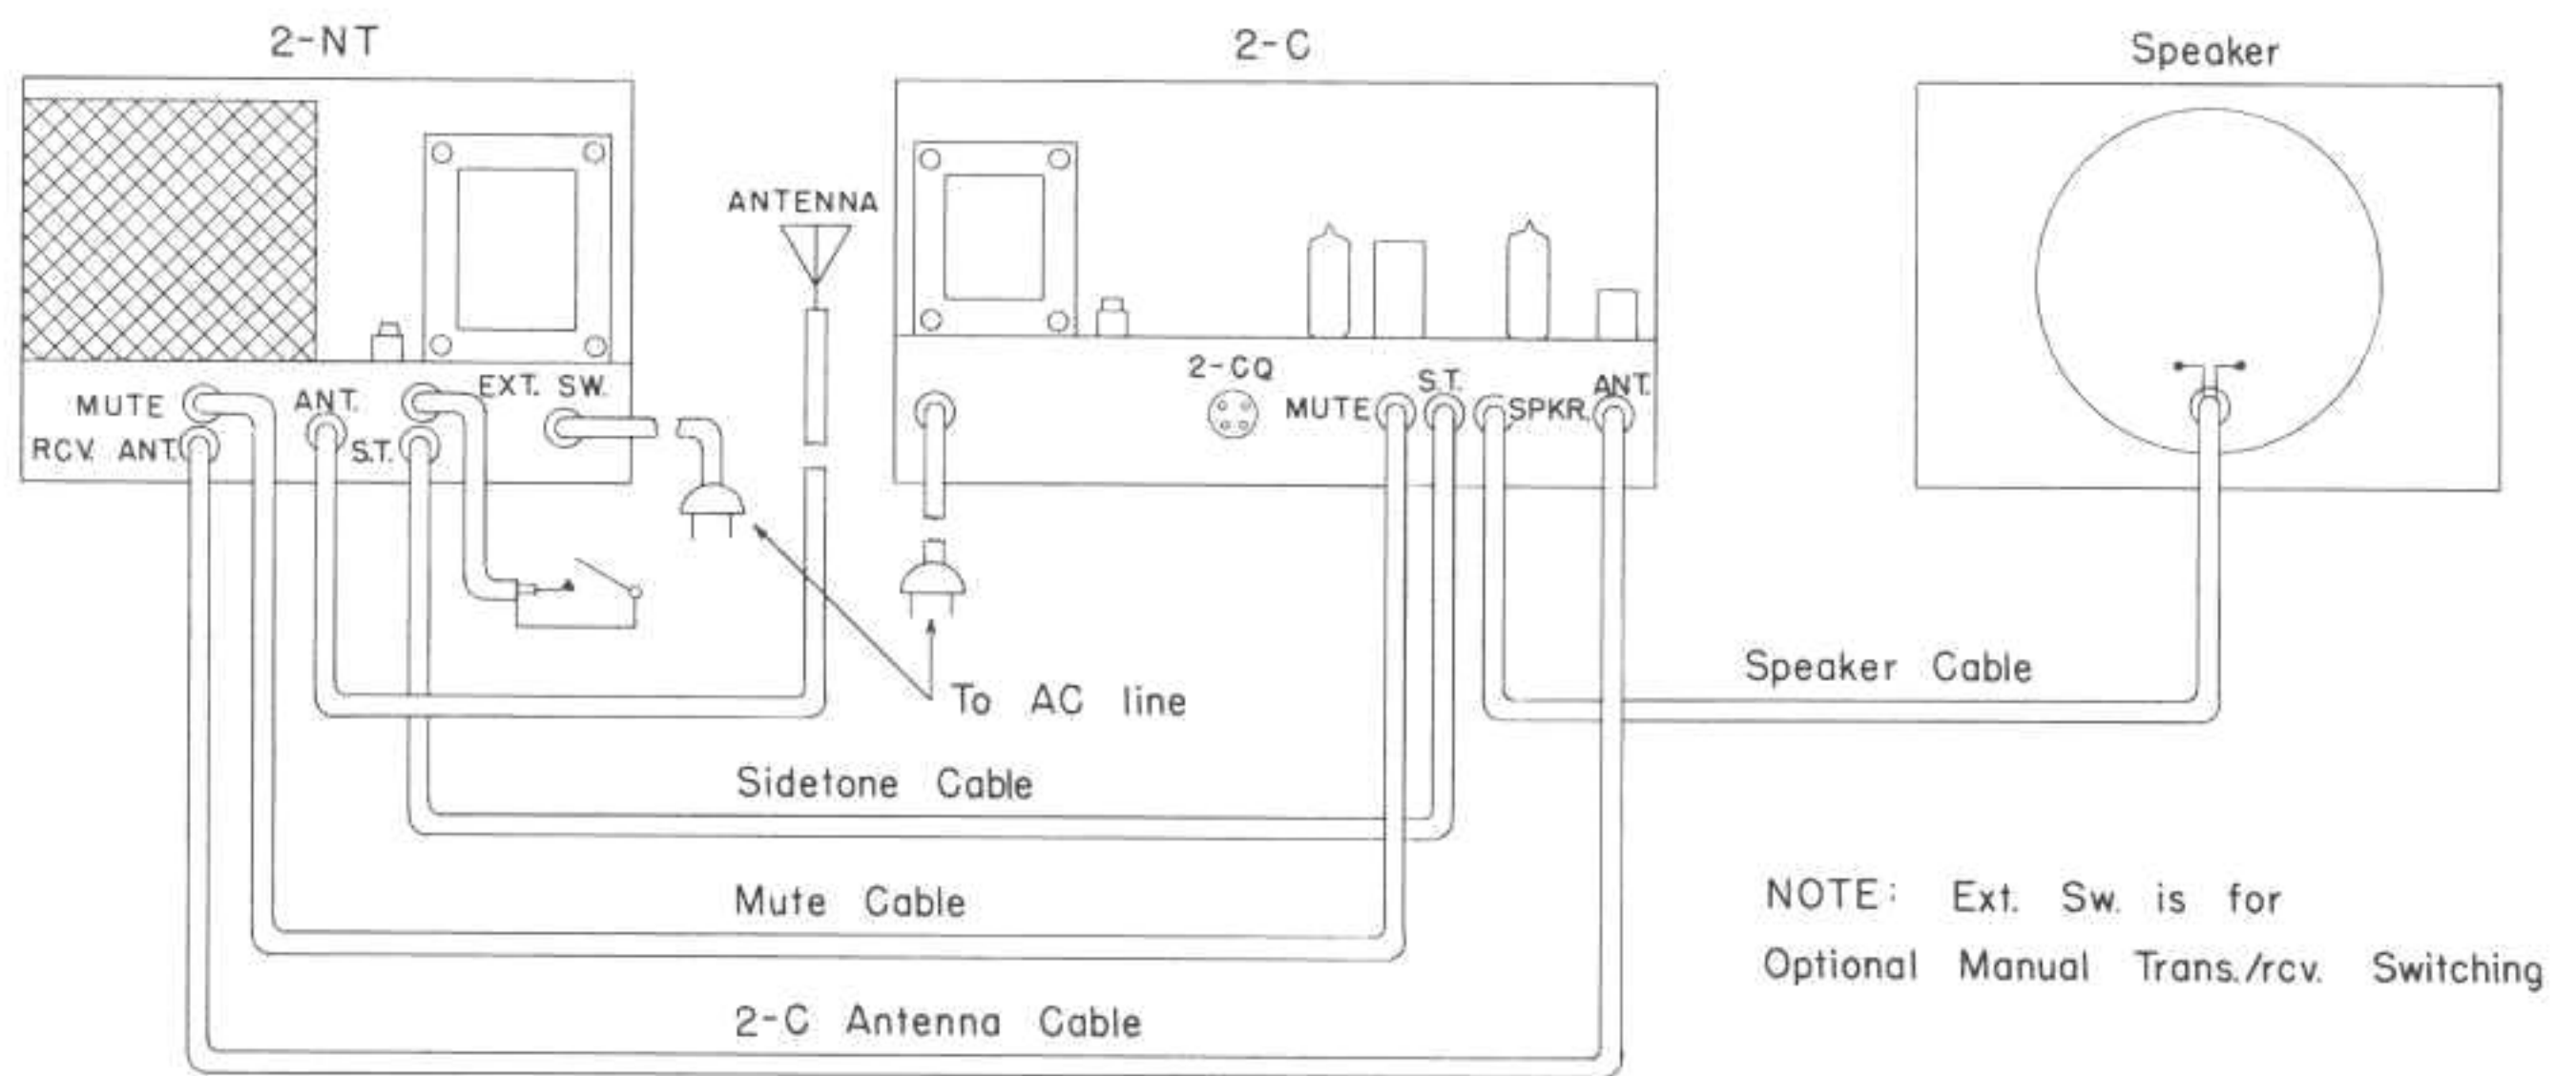 2-NT
2-C
Speaker
ANTENNA
MUTE
ANT.
EXT. SW.
RCV. ANT.
S.T.
2-CQ
MUTE
S.T.
SPKR.
ANT.
To AC line
Speaker Cable
Sidetone Cable
Mute Cable
2-C Antenna Cable
NOTE: Ext. Sw. is for
Optional Manual Trans./rcv. Switching